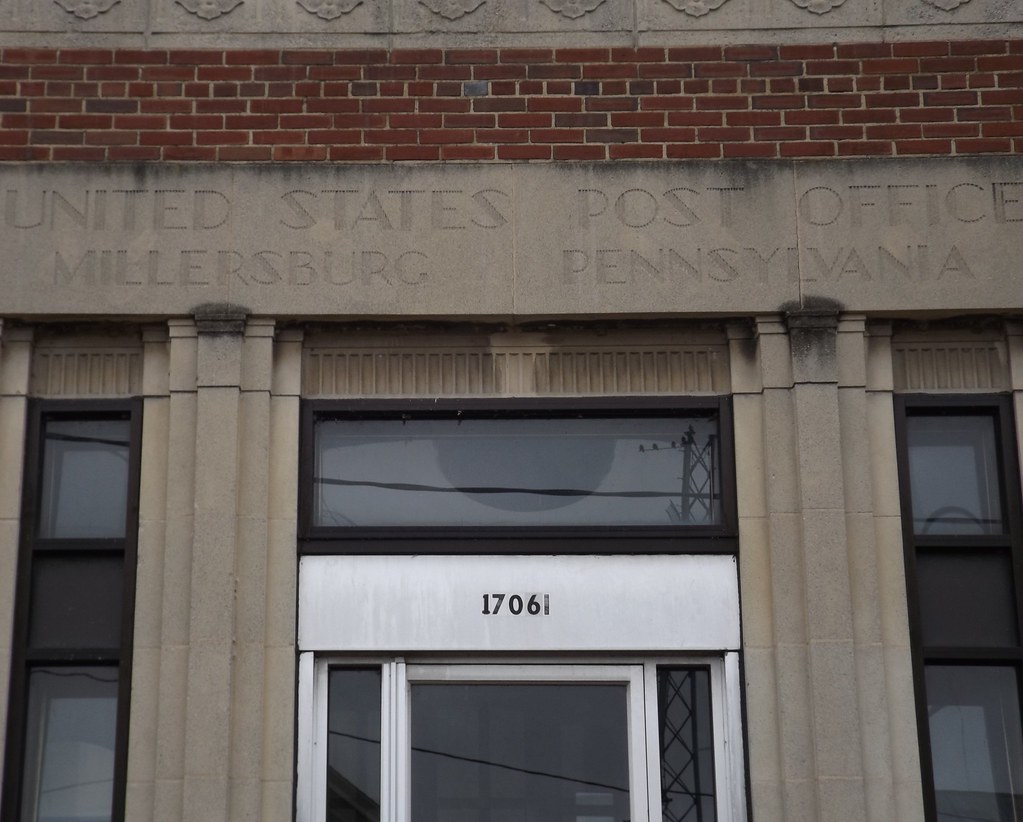 UNITED STATES POST OFFICE
MILLERSBURG PENNSYLVANIA
17061